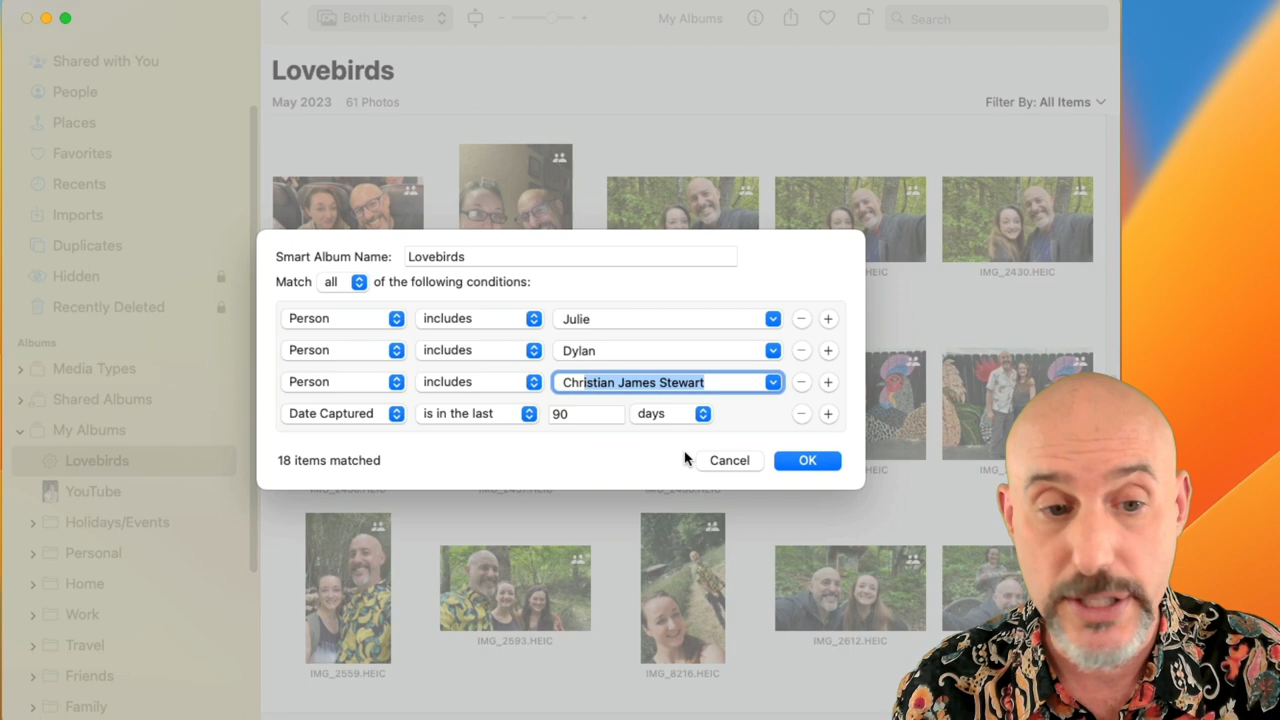 Both Libraries
My Albums
Search
Shared with You
People
Places
Favorites
Recents
Imports
Duplicates
Hidden
Recently Deleted
Albums
Media Types
Shared Albums
My Albums
Lovebirds
YouTube
Holidays/Events
Personal
Home
Work
Travel
Friends
Family
Lovebirds
May 2023 61 Photos
Filter By: All Items
HEIC
IMG_2430.HEIC
Smart Album Name: Lovebirds
Match all of the following conditions:
Person includes Julie
Person includes Dylan
Person includes Christian James Stewart
Date Captured is in the last 90 days
18 items matched
Cancel OK
HEIC
IMG_2593.HEIC
IMG_2612.HEIC
IMG_2559.HEIC
IMG_8216.HEIC